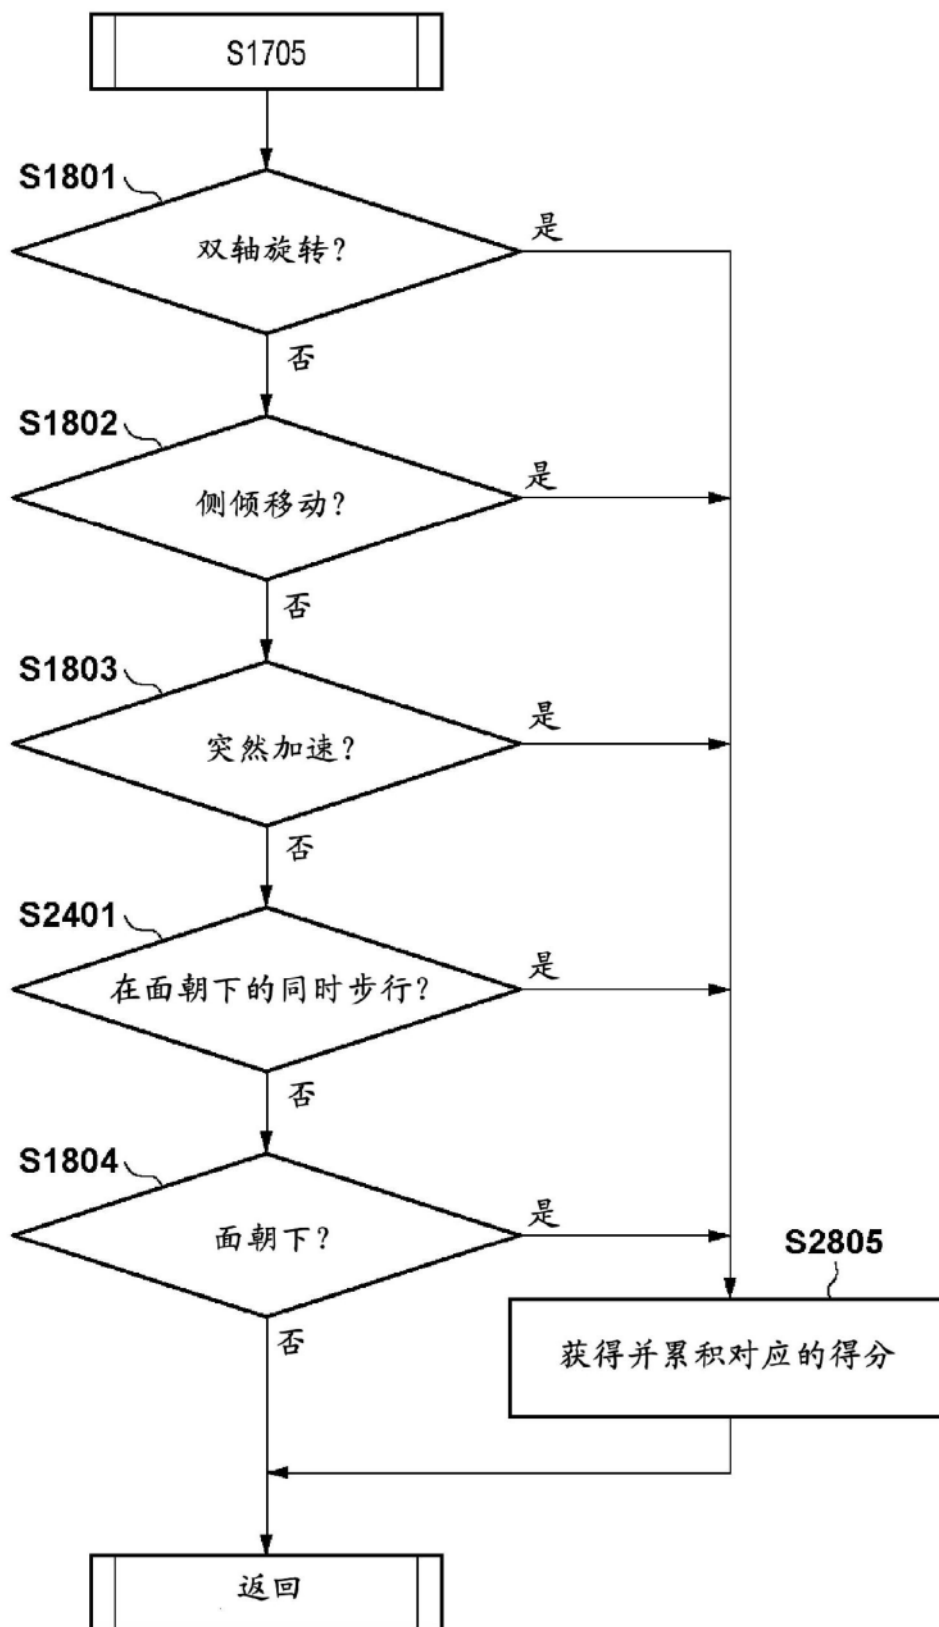 S1705
S1801
双轴旋转？
是
否
S1802
侧倾移动？
是
否
S1803
突然加速？
是
否
S2401
在面朝下的同时步行？
是
否
S1804
面朝下？
是
否
S2805
获得并累积对应的得分
返回